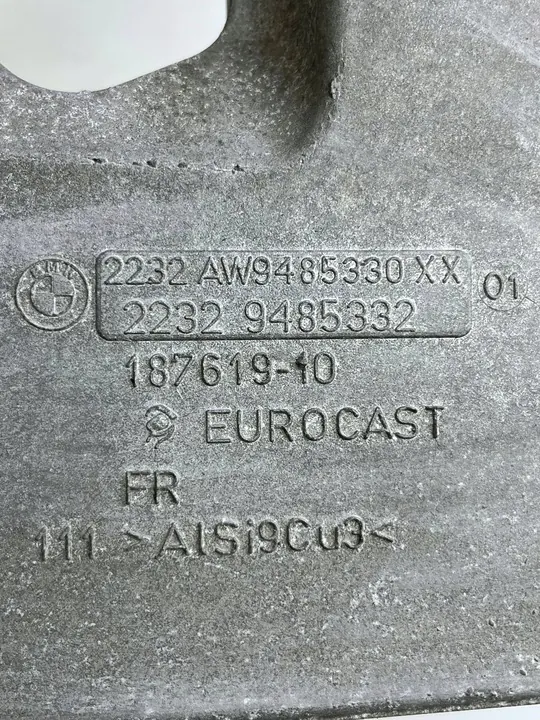 2232 AW9485330 XX
2232 9485332
01
187619-10
EUROCAST
FR
111 >AlSi9Cu3<